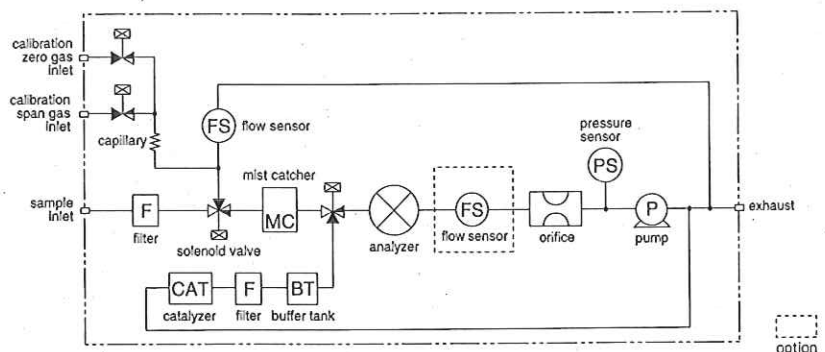 calibration
zero gas
inlet
calibration
span gas
inlet
capillary
FS
flow sensor
pressure
sensor
PS
mist catcher
sample
inlet
F
filter
solenoid valve
MC
analyzer
FS
flow sensor
orifice
P
pump
exhaust
CAT
catalyzer
F
filter
BT
buffer tank
option